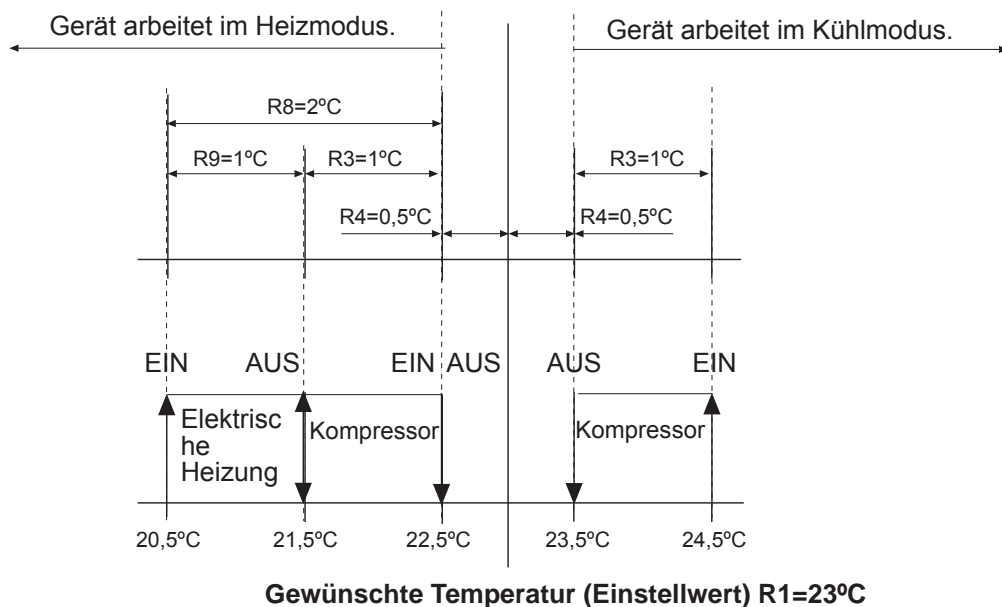 Gerät arbeitet im Heizmodus.
Gerät arbeitet im Kühlmodus.
R8=2ºC
R9=1ºC
R3=1ºC
R3=1ºC
R4=0,5ºC
R4=0,5ºC
EIN
AUS
EIN
AUS
AUS
EIN
Elektrisc
he
Heizung
Kompressor
Kompressor
20,5ºC
21,5ºC
22,5ºC
23,5ºC
24,5ºC
Gewünschte Temperatur (Einstellwert) R1=23ºC